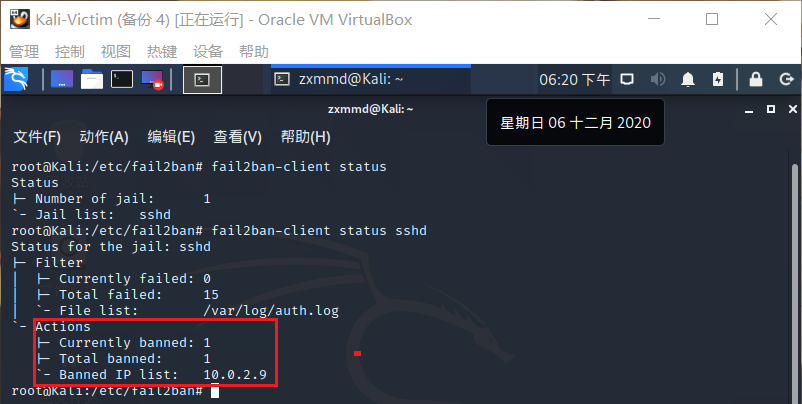 Kali-Victim (备份 4) [正在运行] - Oracle VM VirtualBox
管理 控制 视图 热键 设备 帮助
zxmmd@Kali: ~ 06:20 下午
zxmmd@Kali: ~
星期日 06 十二月 2020
文件(F) 动作(A) 编辑(E) 查看(V) 帮助(H)
root@Kali:/etc/fail2ban# fail2ban-client status
Status
|- Number of jail: 1
`- Jail list: sshd
root@Kali:/etc/fail2ban# fail2ban-client status sshd
Status for the jail: sshd
|- Filter
| |- Currently failed: 0
| |- Total failed: 15
| `- File list: /var/log/auth.log
`- Actions
|- Currently banned: 1
|- Total banned: 1
`- Banned IP list: 10.0.2.9
root@Kali:/etc/fail2ban#